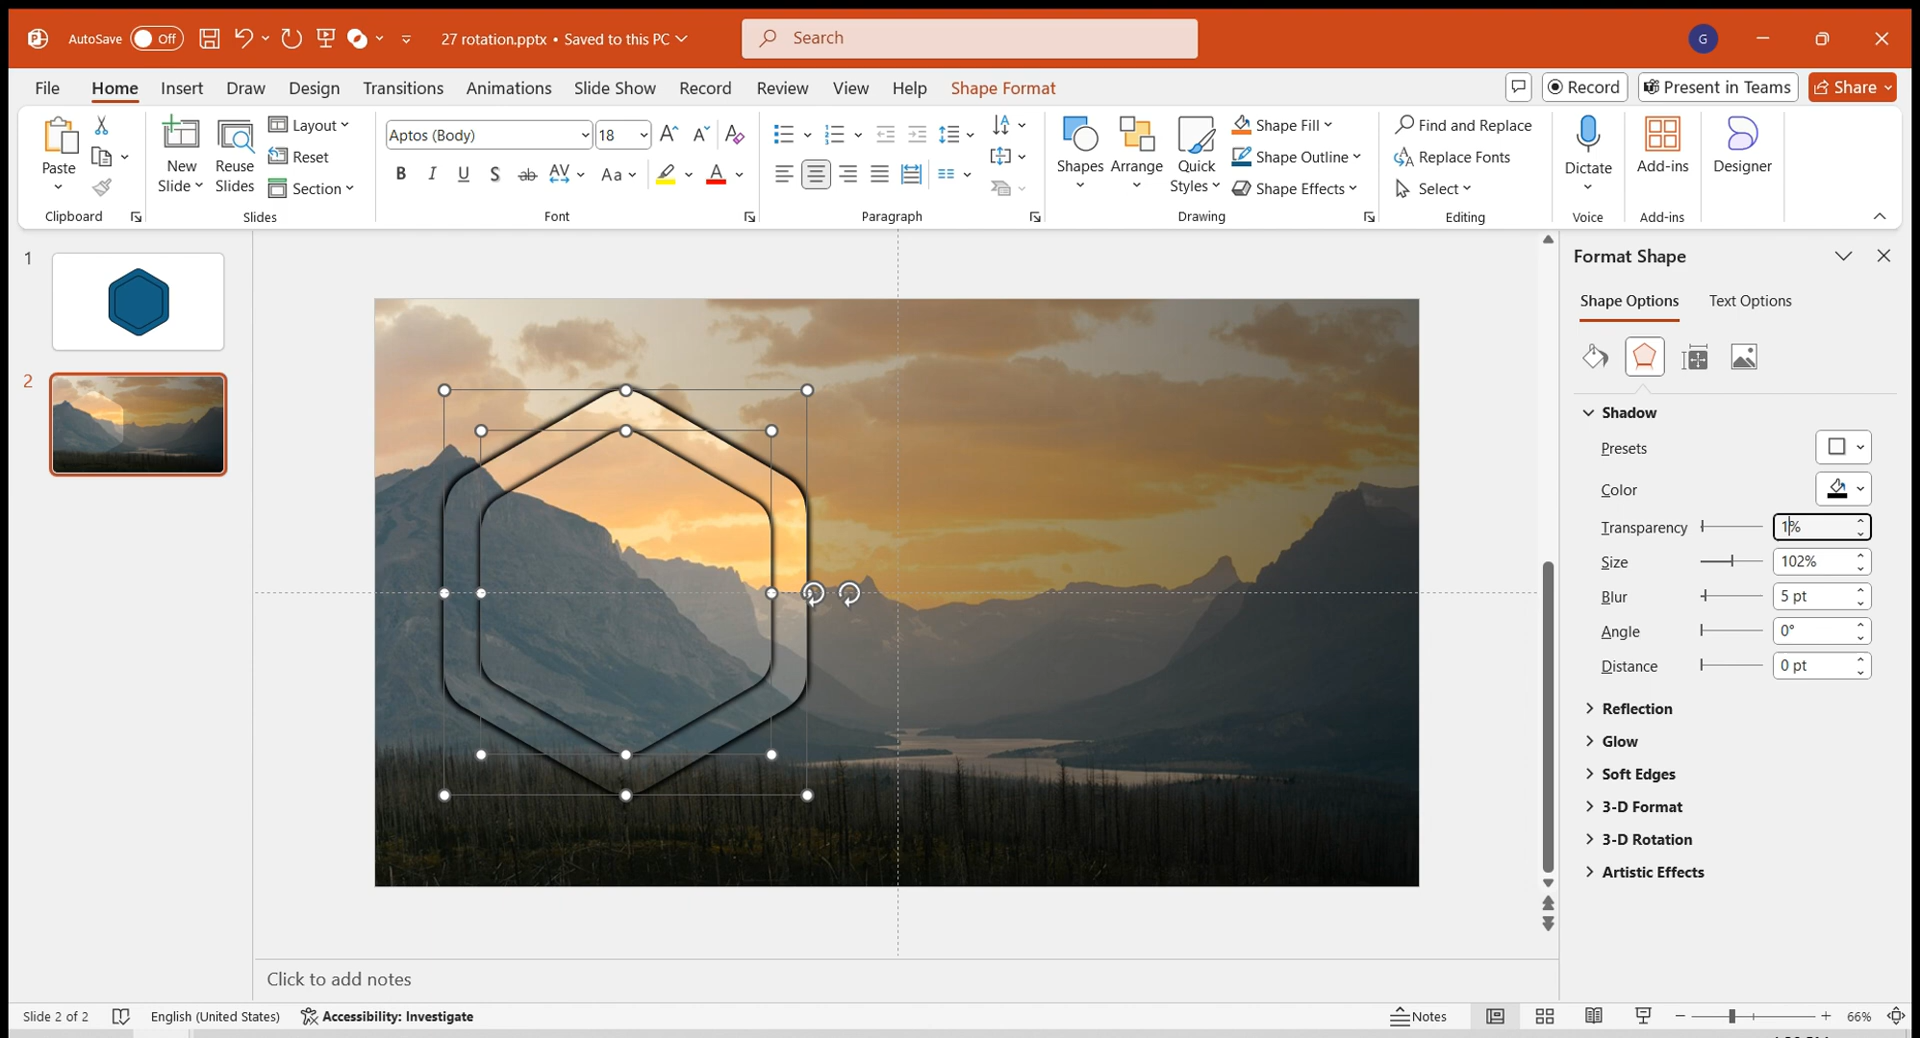 AutoSave Off 27 rotation.pptx • Saved to this PC Search G
File Home Insert Draw Design Transitions Animations Slide Show Record Review View Help Shape Format Record Present in Teams Share
Paste
Clipboard
New Slide
Reuse Slides
Layout
Reset
Section
Slides
Aptos (Body) 18
B I U S ab AV Aa A
Font
Paragraph
Shapes
Arrange
Quick Styles
Shape Fill
Shape Outline
Shape Effects
Drawing
Find and Replace
Replace Fonts
Select
Editing
Dictate
Voice
Add-ins
Add-ins
Designer
1
2
Format Shape
Shape Options Text Options
Shadow
Presets
Color
Transparency 1%
Size 102%
Blur 5 pt
Angle 0°
Distance 0 pt
Reflection
Glow
Soft Edges
3-D Format
3-D Rotation
Artistic Effects
Click to add notes
Slide 2 of 2 English (United States) Accessibility: Investigate Notes 66%